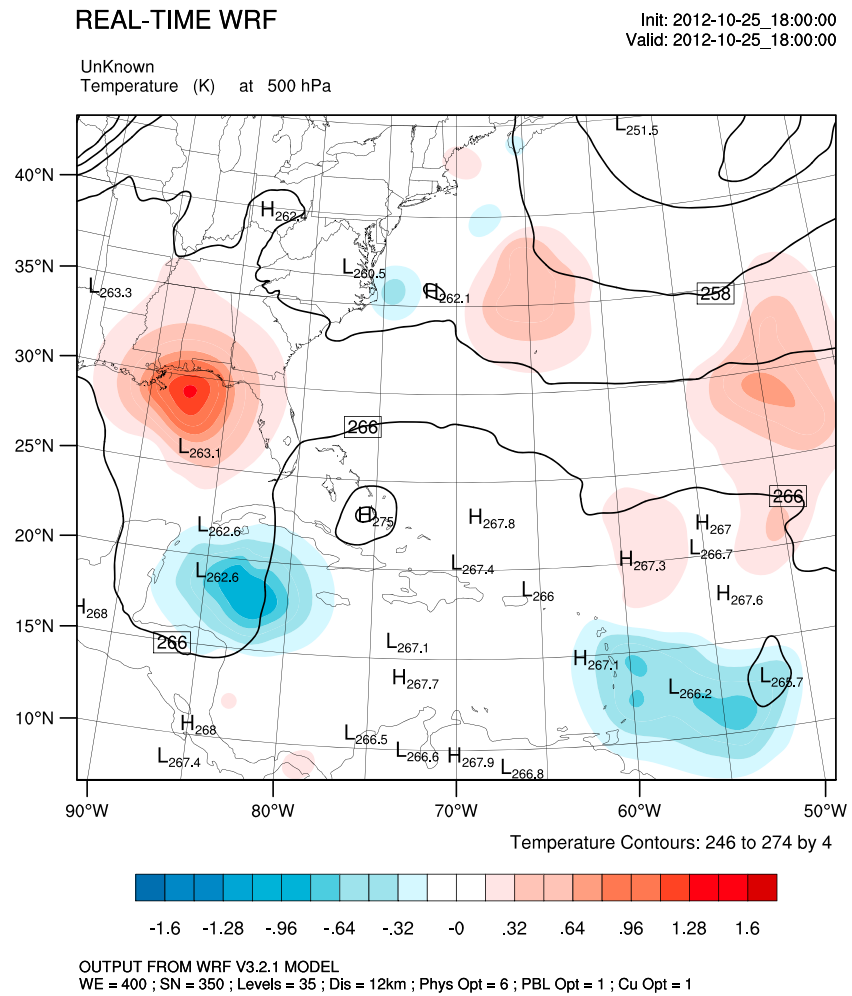 REAL-TIME WRF
Init: 2012-10-25_18:00:00
Valid: 2012-10-25_18:00:00
UnKnown
Temperature (K) at 500 hPa
L251.5
40°N
H262.
35°N
L260.5
L263.3
H262.1
258
30°N
266
25°N
L263.1
266
20°N
L262.6
H275
H267.8
H267
L266.7
L262.6
L267.4
H267.3
L266
H267.6
H268
15°N
266
L267.1
H267.1
H267.7
L266.2
L265.7
10°N
H268
L266.5
L267.4
L266.6
H267.9
L266.8
90°W 80°W 70°W 60°W 50°W
Temperature Contours: 246 to 274 by 4
-1.6 -1.28 -.96 -.64 -.32 -0 .32 .64 .96 1.28 1.6
OUTPUT FROM WRF V3.2.1 MODEL
WE = 400 ; SN = 350 ; Levels = 35 ; Dis = 12km ; Phys Opt = 6 ; PBL Opt = 1 ; Cu Opt = 1